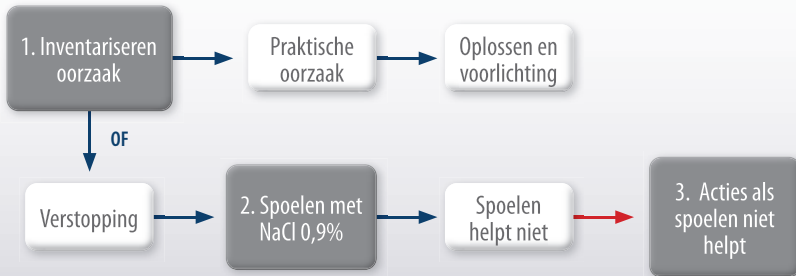 1. Inventariseren
oorzaak
Praktische
oorzaak
Oplossen en
voorlichting
OF
Verstopping
2. Spoelen met
NaCl 0,9%
Spoelen
helpt niet
3. Acties als
spoelen niet
helpt